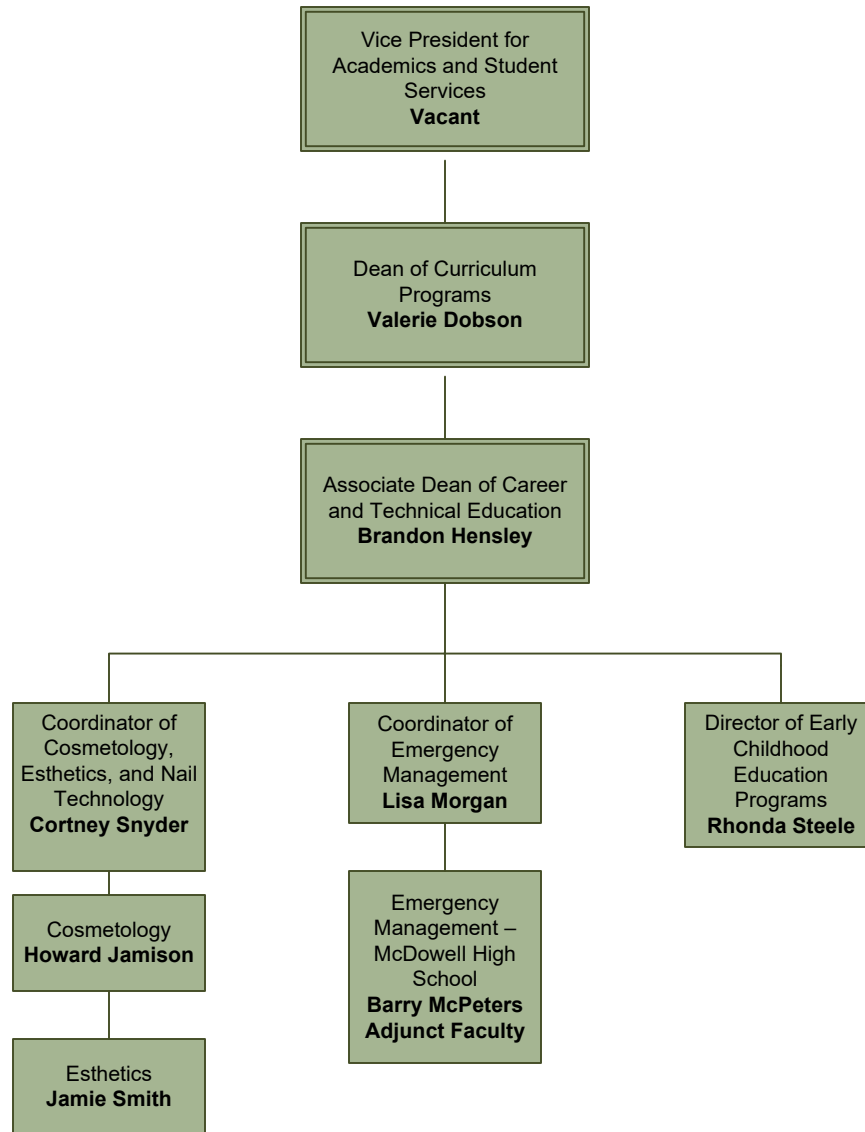 Vice President for
Academics and Student
Services
Vacant
Dean of Curriculum
Programs
Valerie Dobson
Associate Dean of Career
and Technical Education
Brandon Hensley
Coordinator of
Cosmetology,
Esthetics, and Nail
Technology
Cortney Snyder
Cosmetology
Howard Jamison
Esthetics
Jamie Smith
Coordinator of
Emergency
Management
Lisa Morgan
Emergency
Management –
McDowell High
School
Barry McPeters
Adjunct Faculty
Director of Early
Childhood
Education
Programs
Rhonda Steele